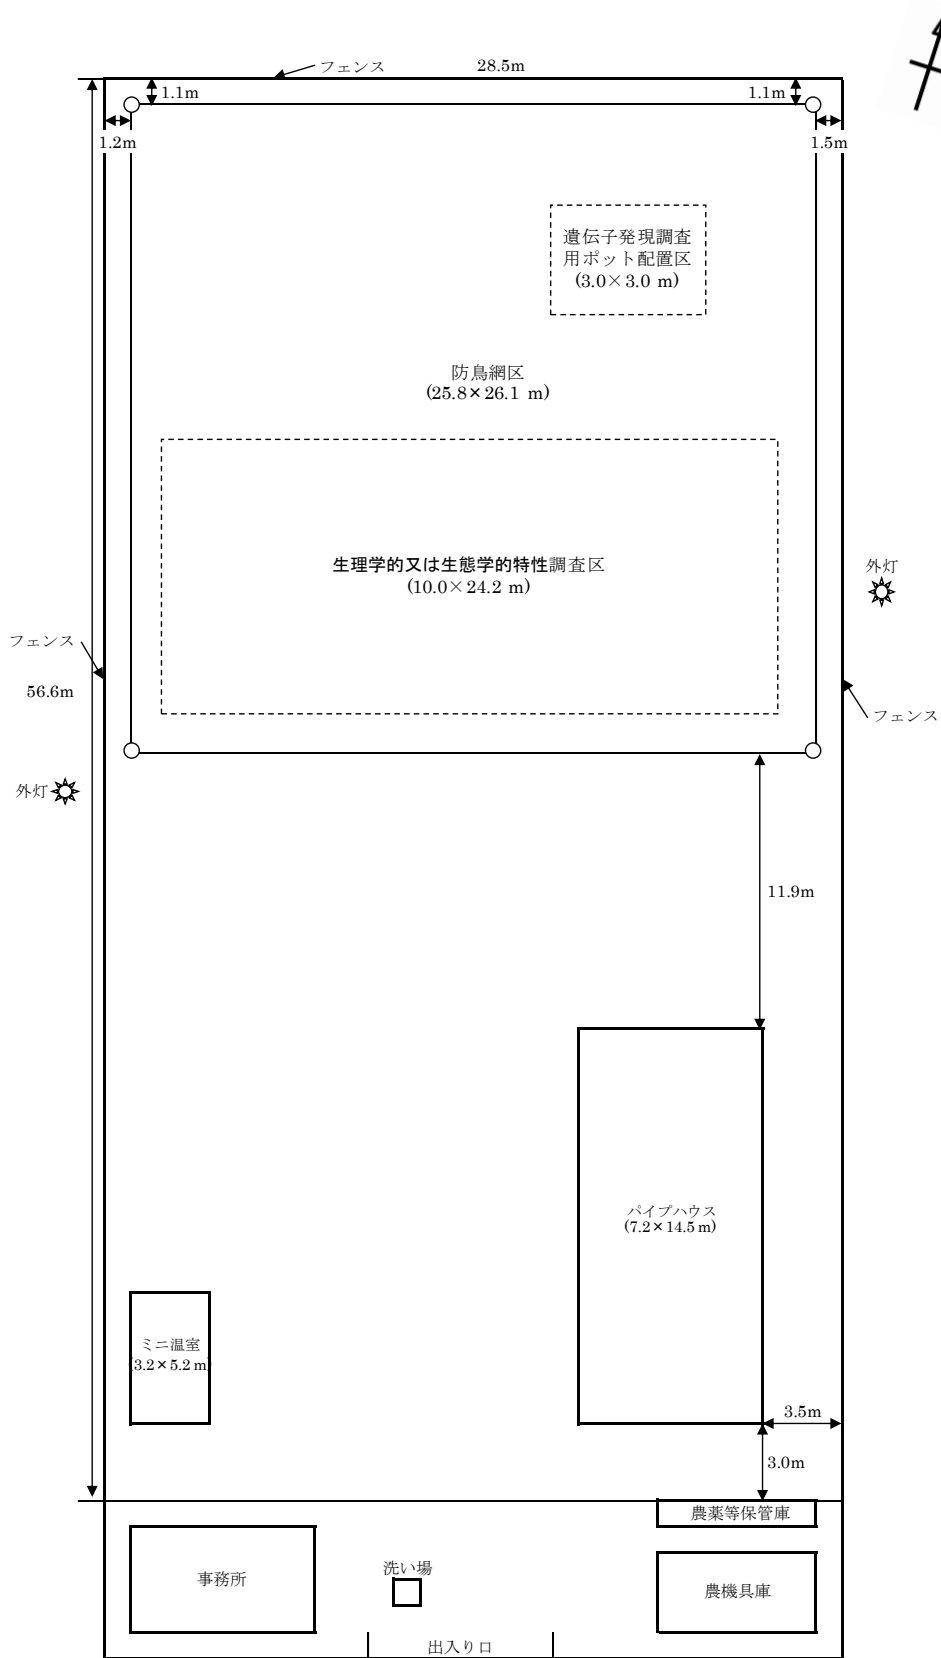 フェンス
28.5m
1.1m
1.1m
1.2m
1.5m
遺伝子発現調査
用ポット配置区
(3.0×3.0 m)
防鳥網区
(25.8×26.1 m)
生理学的又は生態学的特性調査区
(10.0×24.2 m)
外灯
フェンス
56.6m
フェンス
外灯
11.9m
パイプハウス
(7.2×14.5 m)
ミニ温室
(3.2×5.2 m)
3.5m
3.0m
農薬等保管庫
洗い場
事務所
農機具庫
出入り口